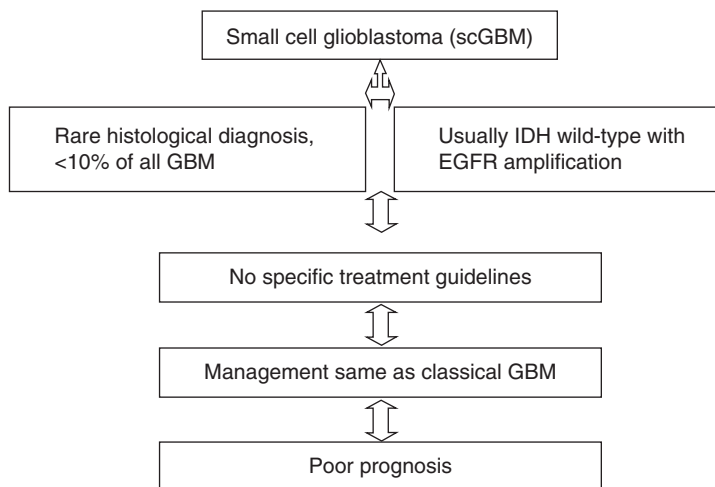 Small cell glioblastoma (scGBM)
Rare histological diagnosis,
<10% of all GBM
Usually IDH wild-type with
EGFR amplification
No specific treatment guidelines
Management same as classical GBM
Poor prognosis